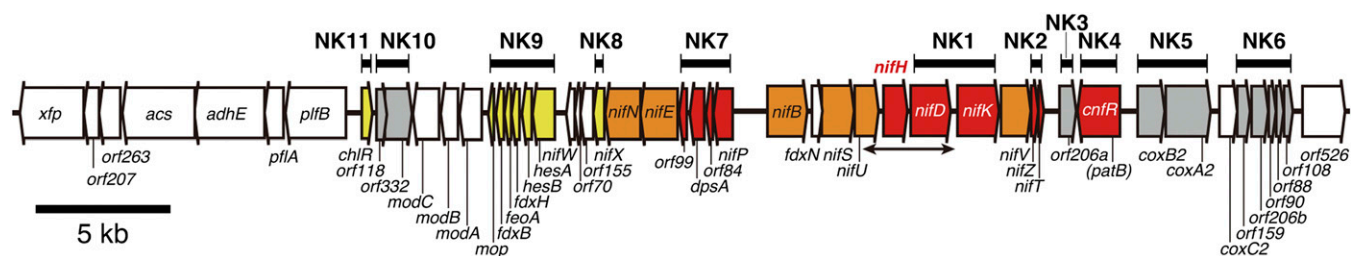 NK3
NK11 NK10 NK9 NK8 NK7 NK1 NK2 NK4 NK5 NK6
nifH
xfp acs adhE plfB nifN nifE nifB nifD nifK cnfR
orf263 pflA chlR nifW nifX nifP fdxN nifS nifV orf206a coxB2 orf526
orf207 orf118 hesA orf155 orf99 orf84 nifU nifZ (patB) coxA2 orf108
orf332 hesB orf70 dpsA nifT orf88
modC fdxH orf90
modB feoA orf206b
5 kb modA fdxB orf159
mop coxC2